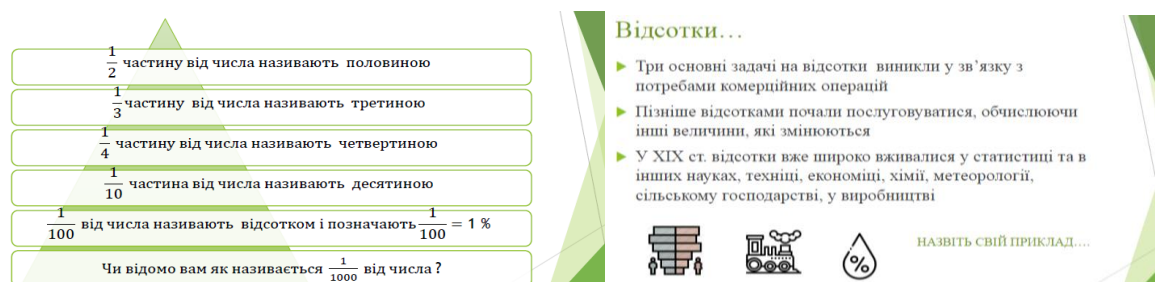 1/2 частину від числа називають половиною
1/3 частину від числа називають третиною
1/4 частину від числа називають четвертиною
1/10 частина від числа називають десятиною
1/100 від числа називають відсотком і позначають 1/100 = 1 %
Чи відомо вам як називається 1/1000 від числа ?
Відсотки...
Три основні задачі на відсотки виникли у зв’язку з
потребами комерційних операцій
Пізніше відсотками почали послуговуватися, обчислюючи
інші величини, які змінюються
У ХІХ ст. відсотки вже широко вживалися у статистиці та в
інших науках, техніці, економіці, хімії, метеорології,
сільському господарстві, у виробництві
%
НАЗВІТЬ СВІЙ ПРИКЛАД....